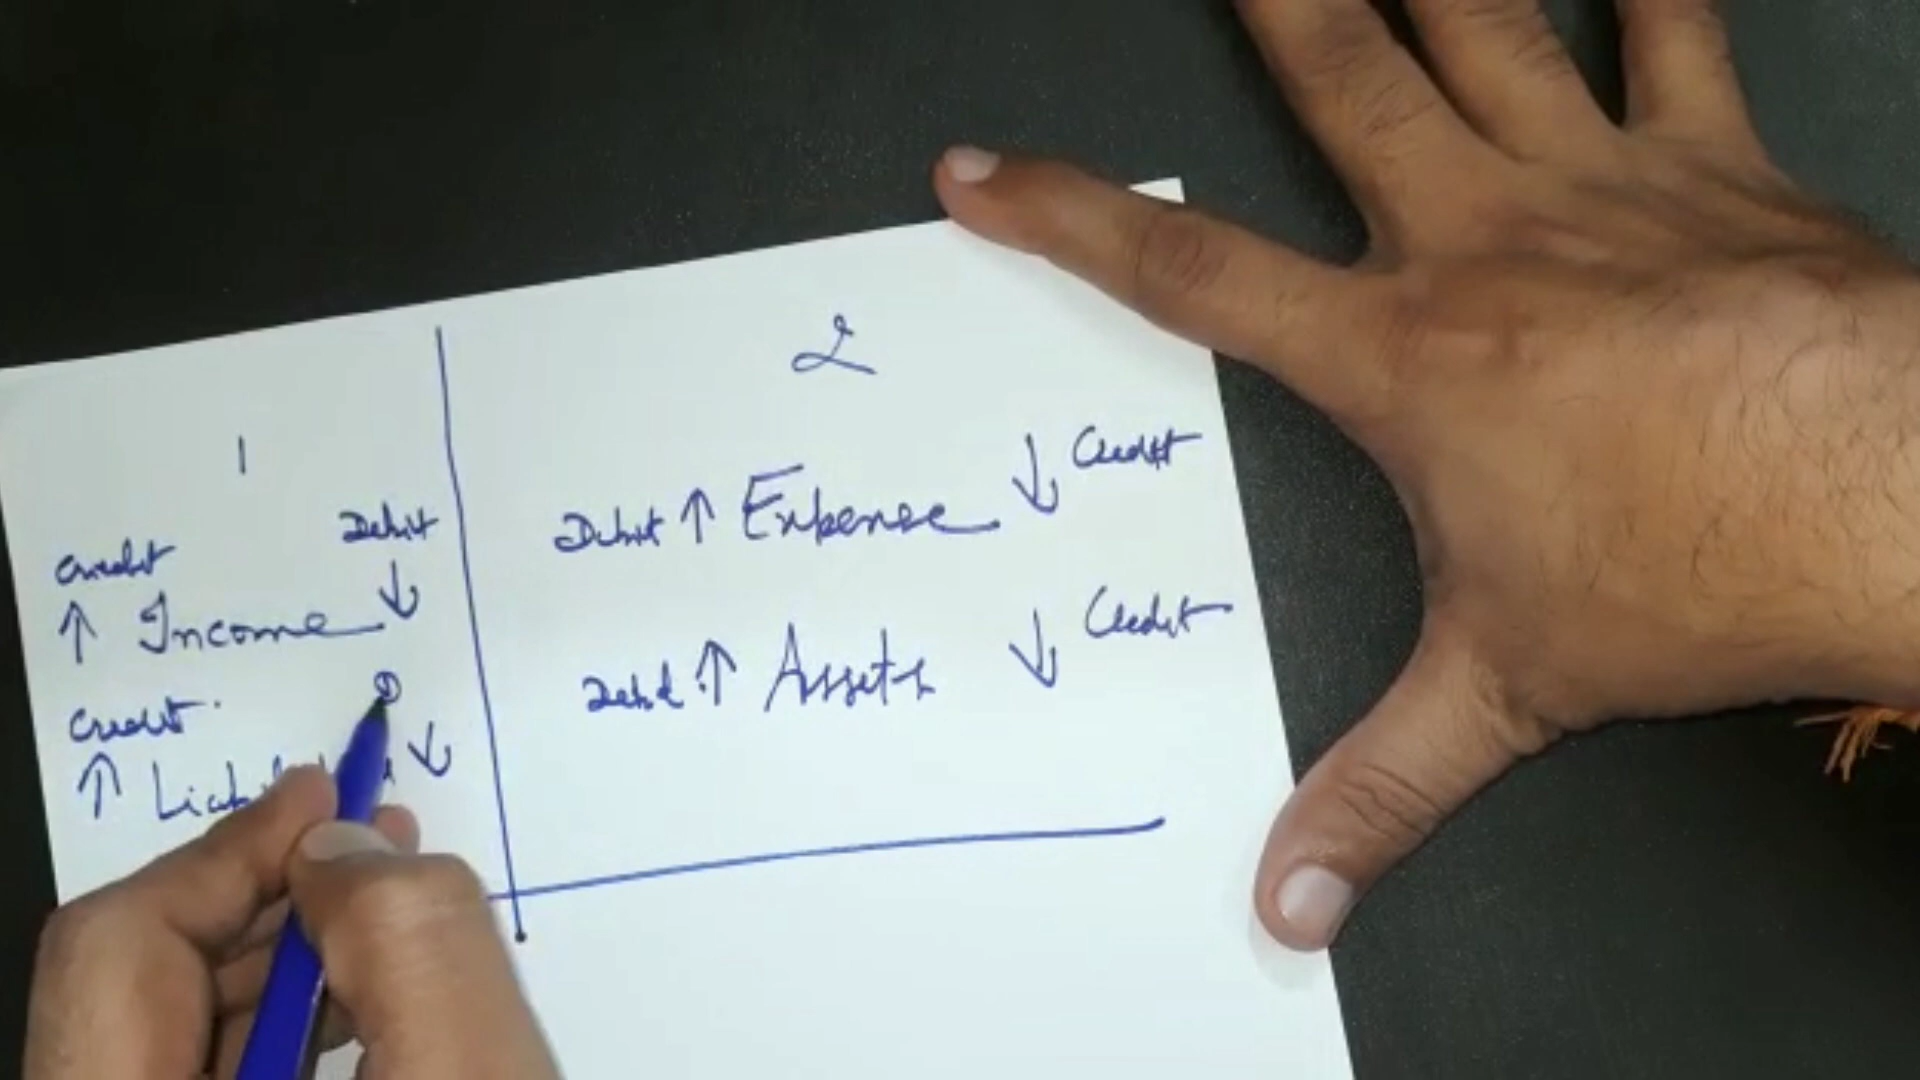 1
Credit
Debit
↑ Income ↓
Credit
D
↑ ↓
2
Debit ↑ Expense ↓ Credit
Debit ↑ Assets ↓ Credit